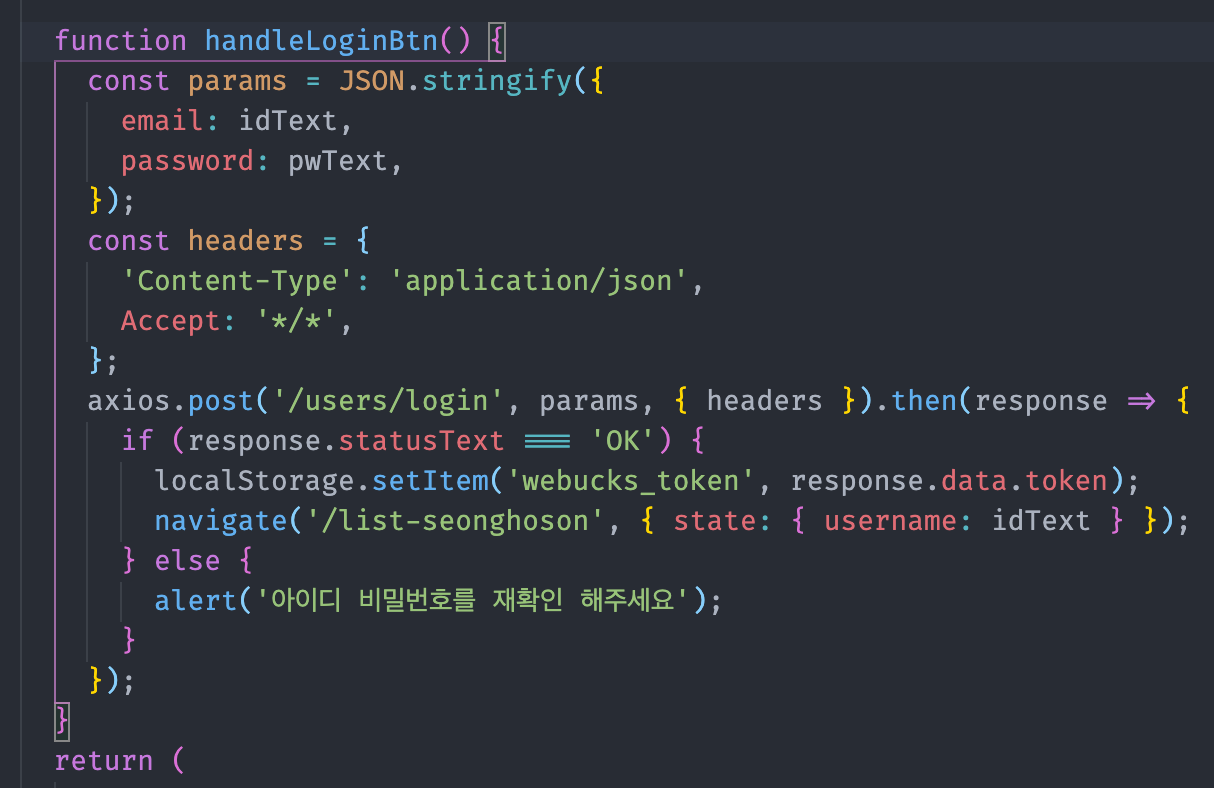 function handleLoginBtn() {
  const params = JSON.stringify({
    email: idText,
    password: pwText,
  });
  const headers = {
    'Content-Type': 'application/json',
    Accept: '*/*',
  };
  axios.post('/users/login', params, { headers }).then(response => {
    if (response.statusText === 'OK') {
      localStorage.setItem('webucks_token', response.data.token);
      navigate('/list-seonghoson', { state: { username: idText } });
    } else {
      alert('아이디 비밀번호를 재확인 해주세요');
    }
  });
}
return (